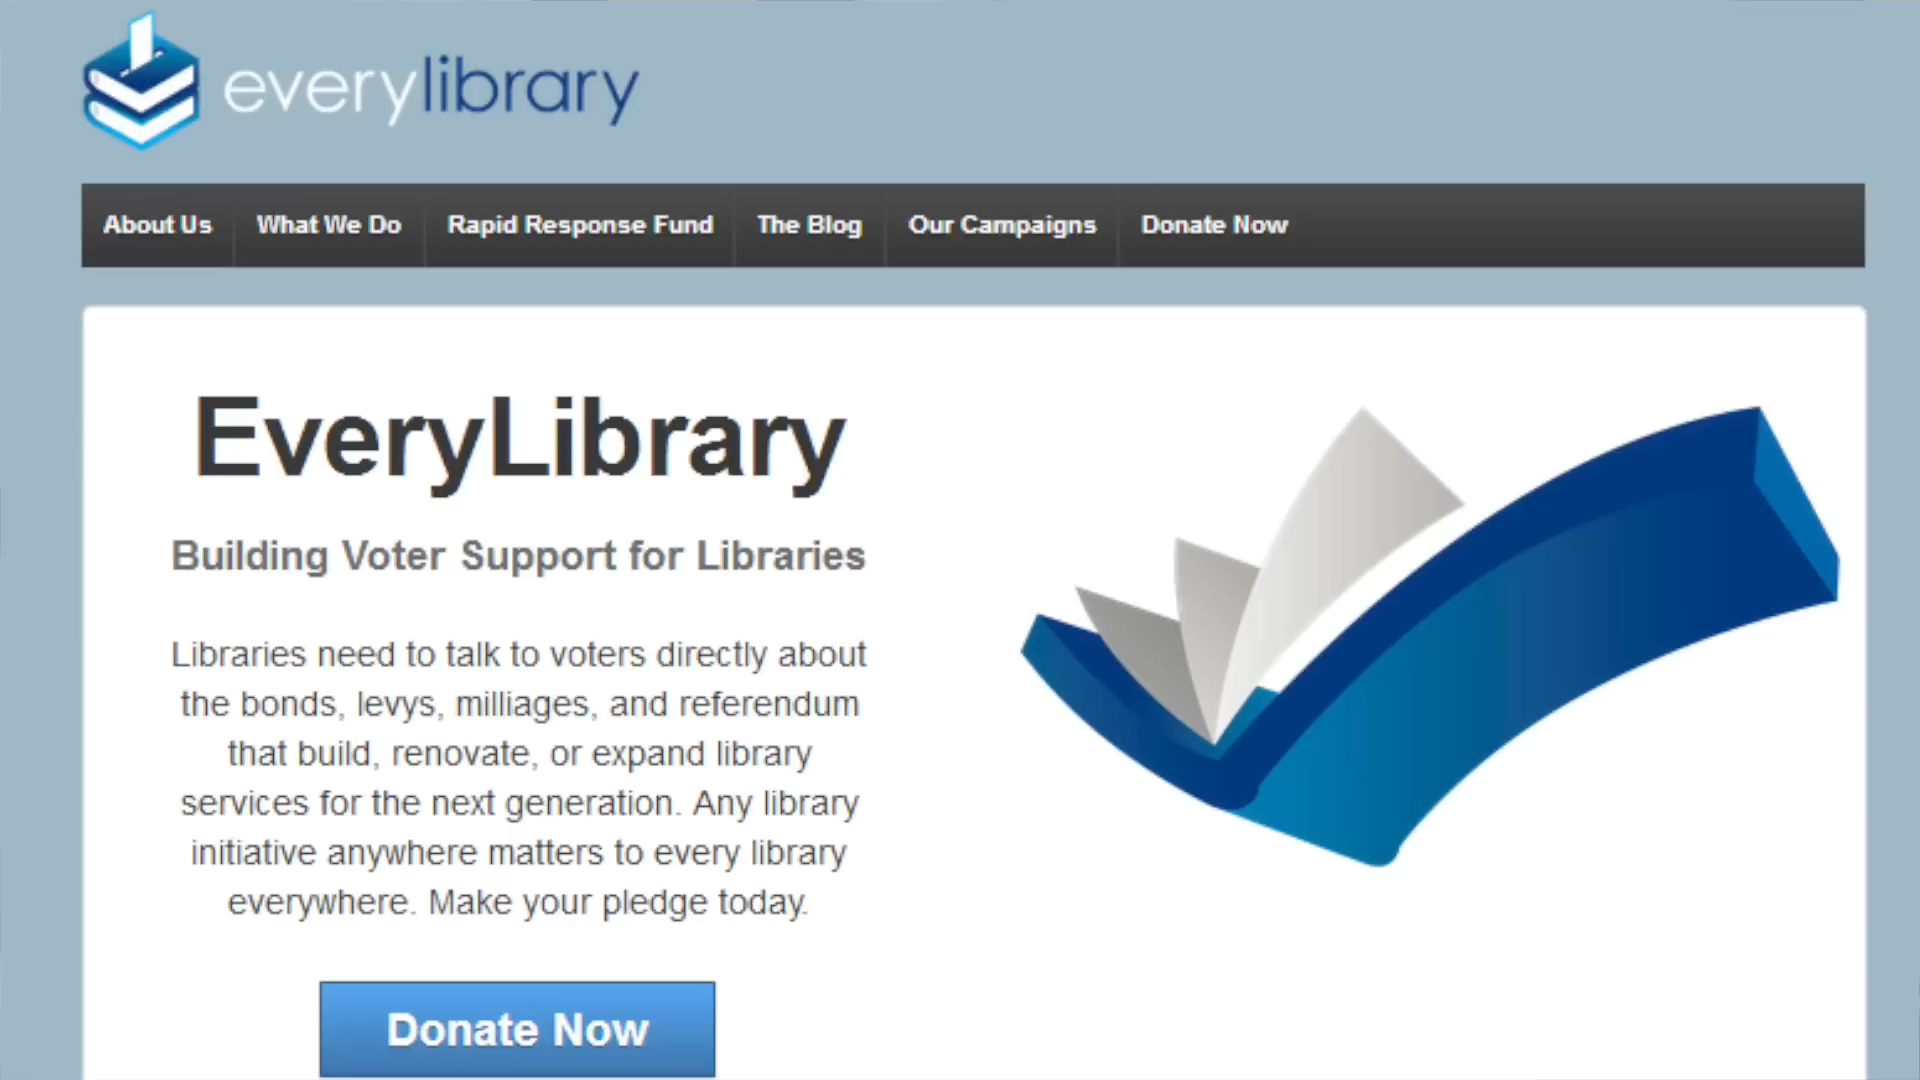 everylibrary
About Us What We Do Rapid Response Fund The Blog Our Campaigns Donate Now
EveryLibrary
Building Voter Support for Libraries
Libraries need to talk to voters directly about
the bonds, levys, milliages, and referendum
that build, renovate, or expand library
services for the next generation. Any library
initiative anywhere matters to every library
everywhere. Make your pledge today.
Donate Now